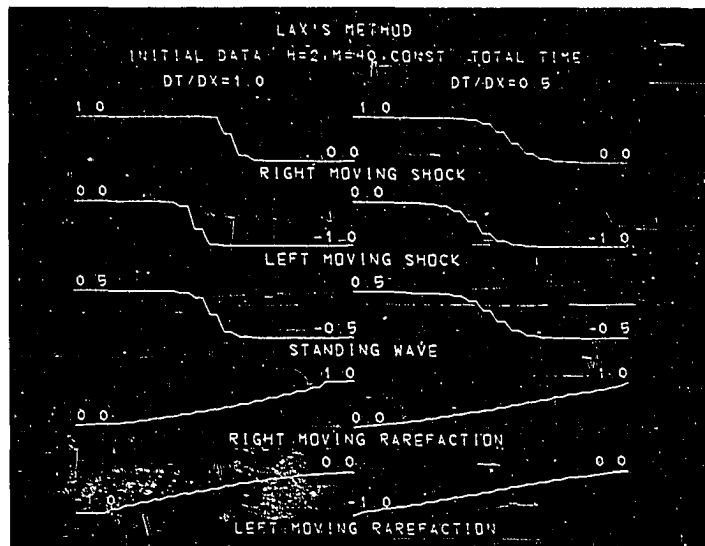 LAX'S METHOD
INITIAL DATA H=2,M=40,CONST TOTAL TIME
DT/DX=1.0 DT/DX=0.5
1.0 1.0
0.0 0.0
RIGHT MOVING SHOCK
0.0 0.0
-1.0 -1.0
LEFT MOVING SHOCK
0.5 0.5
-0.5 -0.5
STANDING WAVE
1.0 1.0
0.0 0.0
RIGHT MOVING RAREFACTION
0.0 0.0
-1.0 -1.0
LEFT MOVING RAREFACTION